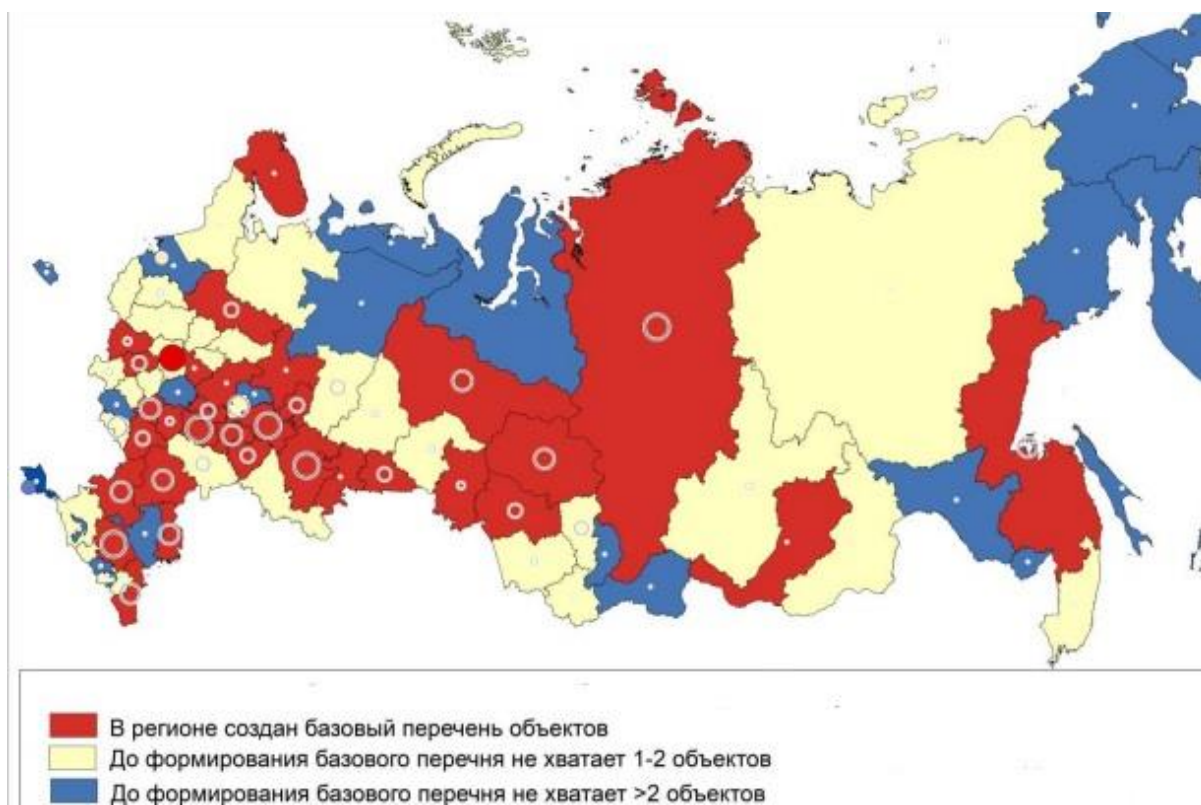 В регионе создан базовый перечень объектов
До формирования базового перечня не хватает 1-2 объектов
До формирования базового перечня не хватает >2 объектов